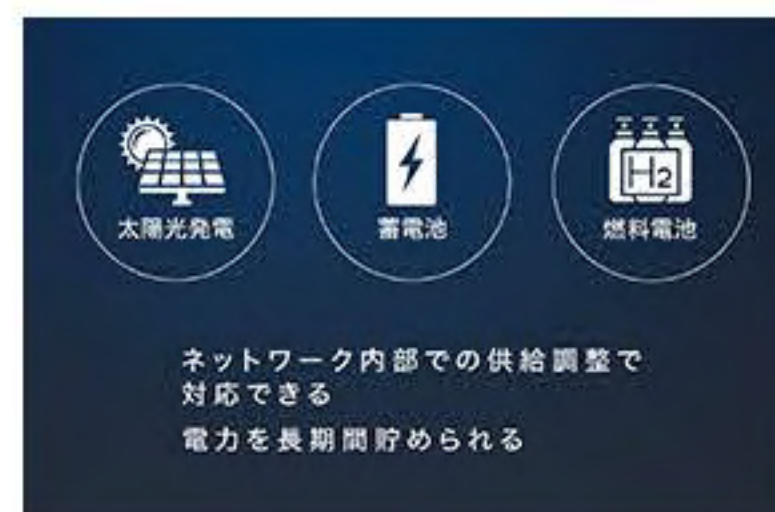 太陽光発電
蓄電池
H2
燃料電池
ネットワーク内部での供給調整で
対応できる
電力を長期間貯められる